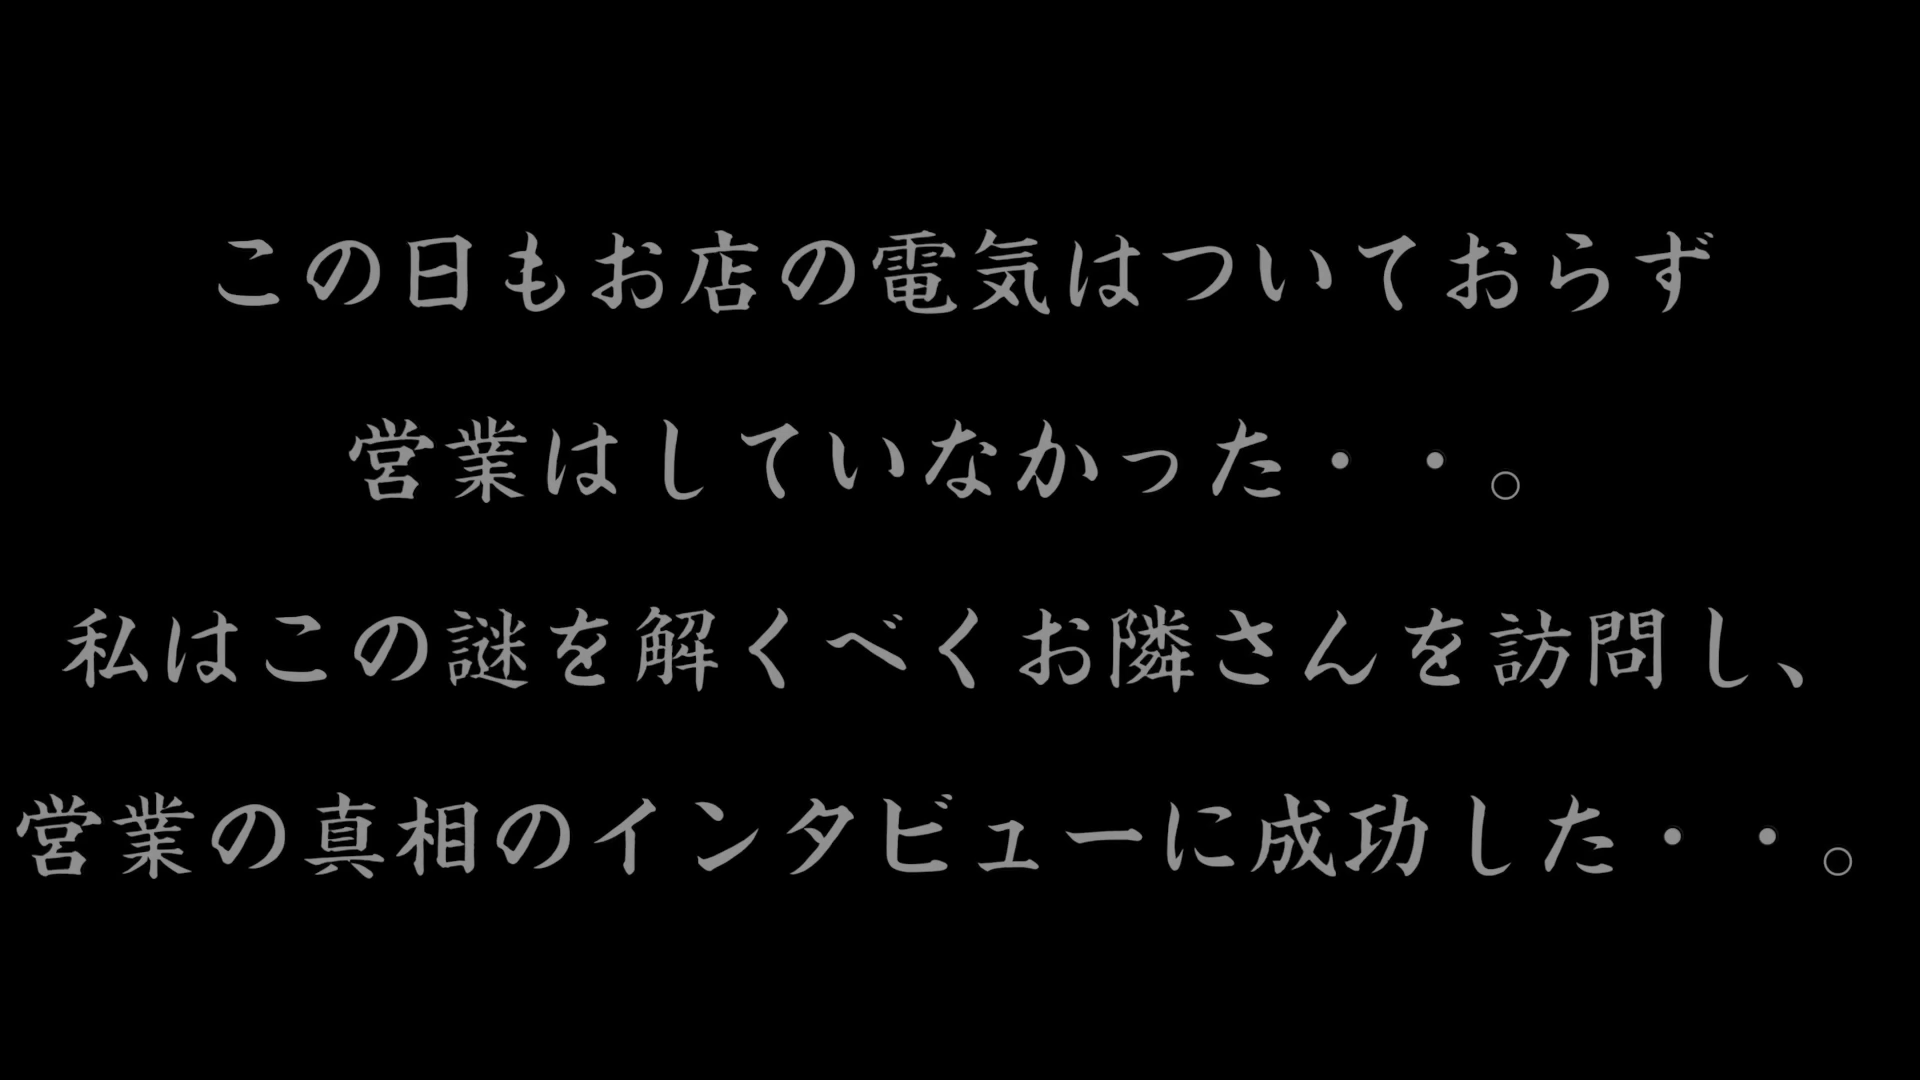 この日もお店の電気はついておらず
営業はしていなかった・・。
私はこの謎を解くべくお隣さんを訪問し、
営業の真相のインタビューに成功した・・。